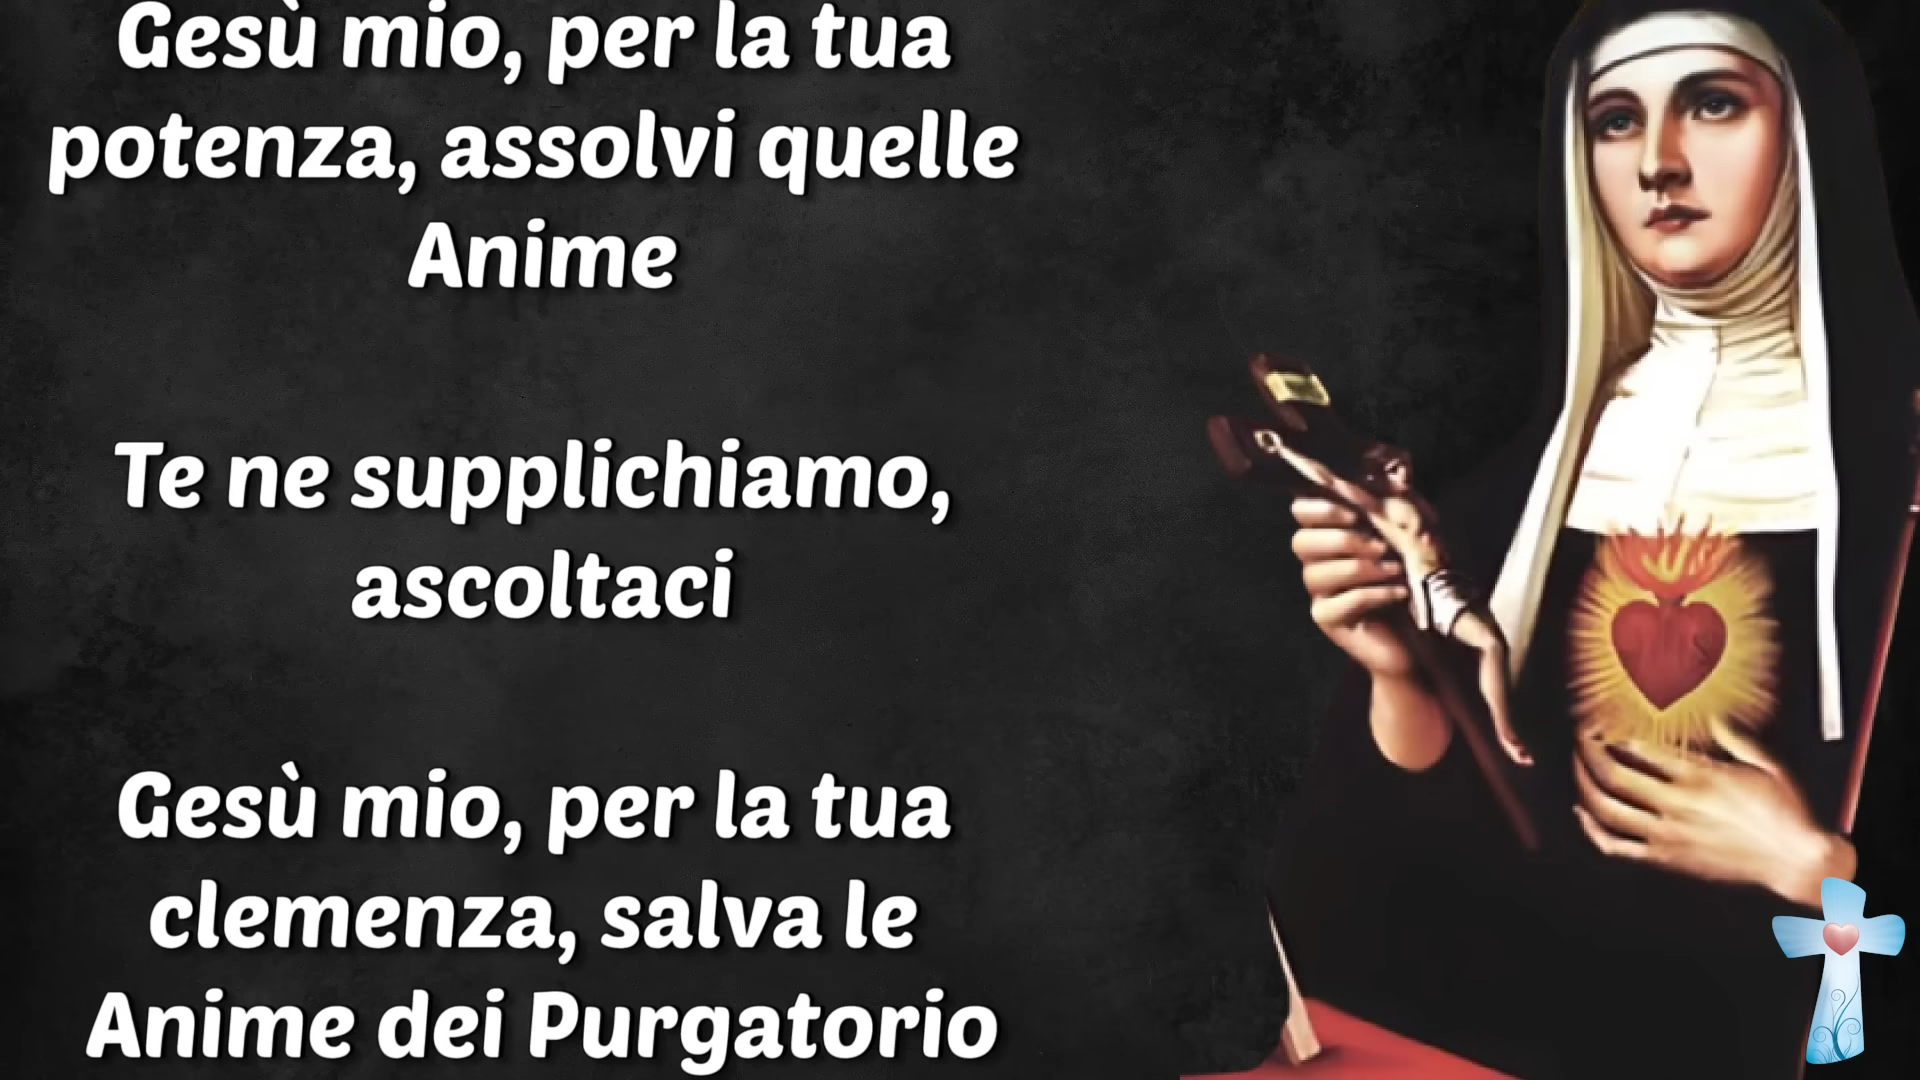 Gesù mio, per la tua
potenza, assolvi quelle
Anime
Te ne supplichiamo,
ascoltaci
Gesù mio, per la tua
clemenza, salva le
Anime dei Purgatorio